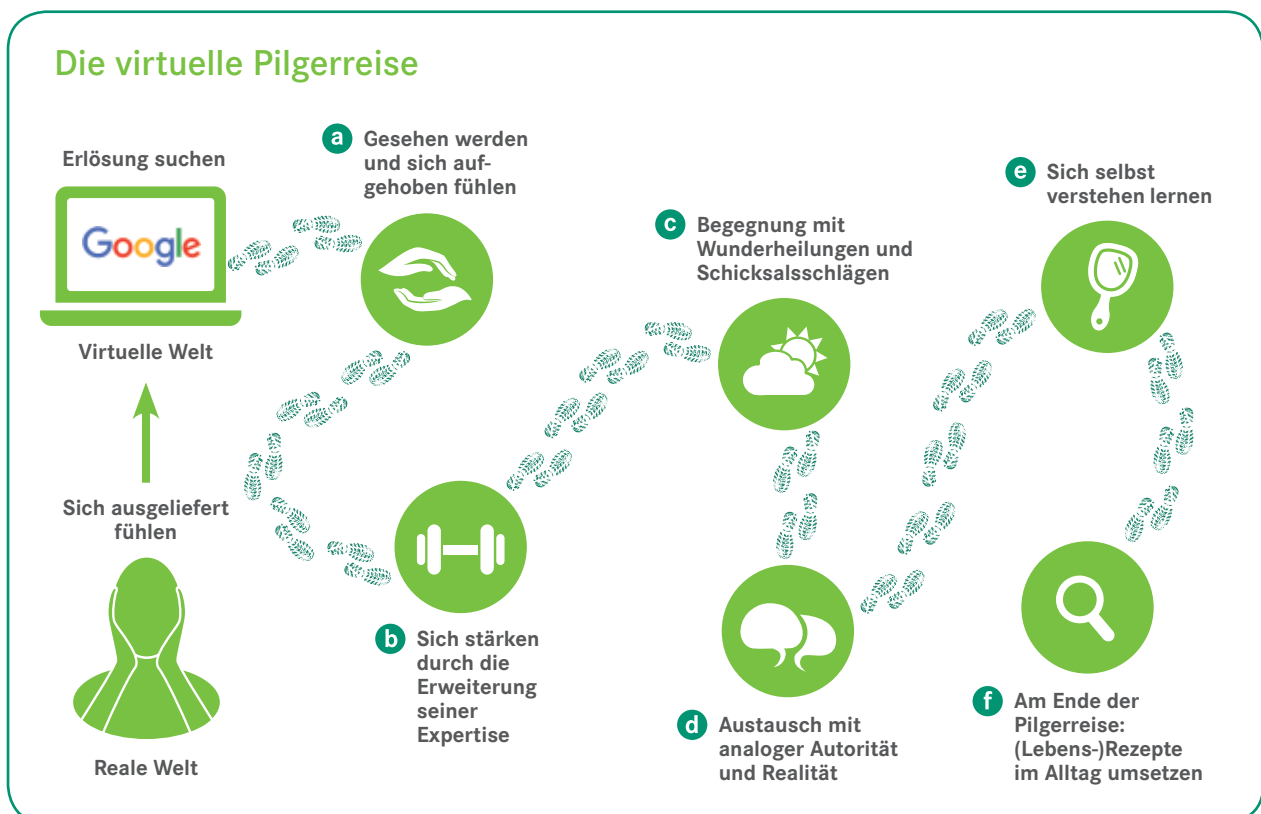 Die virtuelle Pilgerreise
Erlösung suchen
Google
Virtuelle Welt
Sich ausgeliefert
fühlen
Reale Welt
a Gesehen werden
und sich auf-
gehoben fühlen
b Sich stärken
durch die
Erweiterung
seiner
Expertise
c Begegnung mit
Wunderheilungen und
Schicksalsschlägen
d Austausch mit
analoger Autorität
und Realität
e Sich selbst
verstehen lernen
f Am Ende der
Pilgerreise:
(Lebens-)Rezepte
im Alltag umsetzen